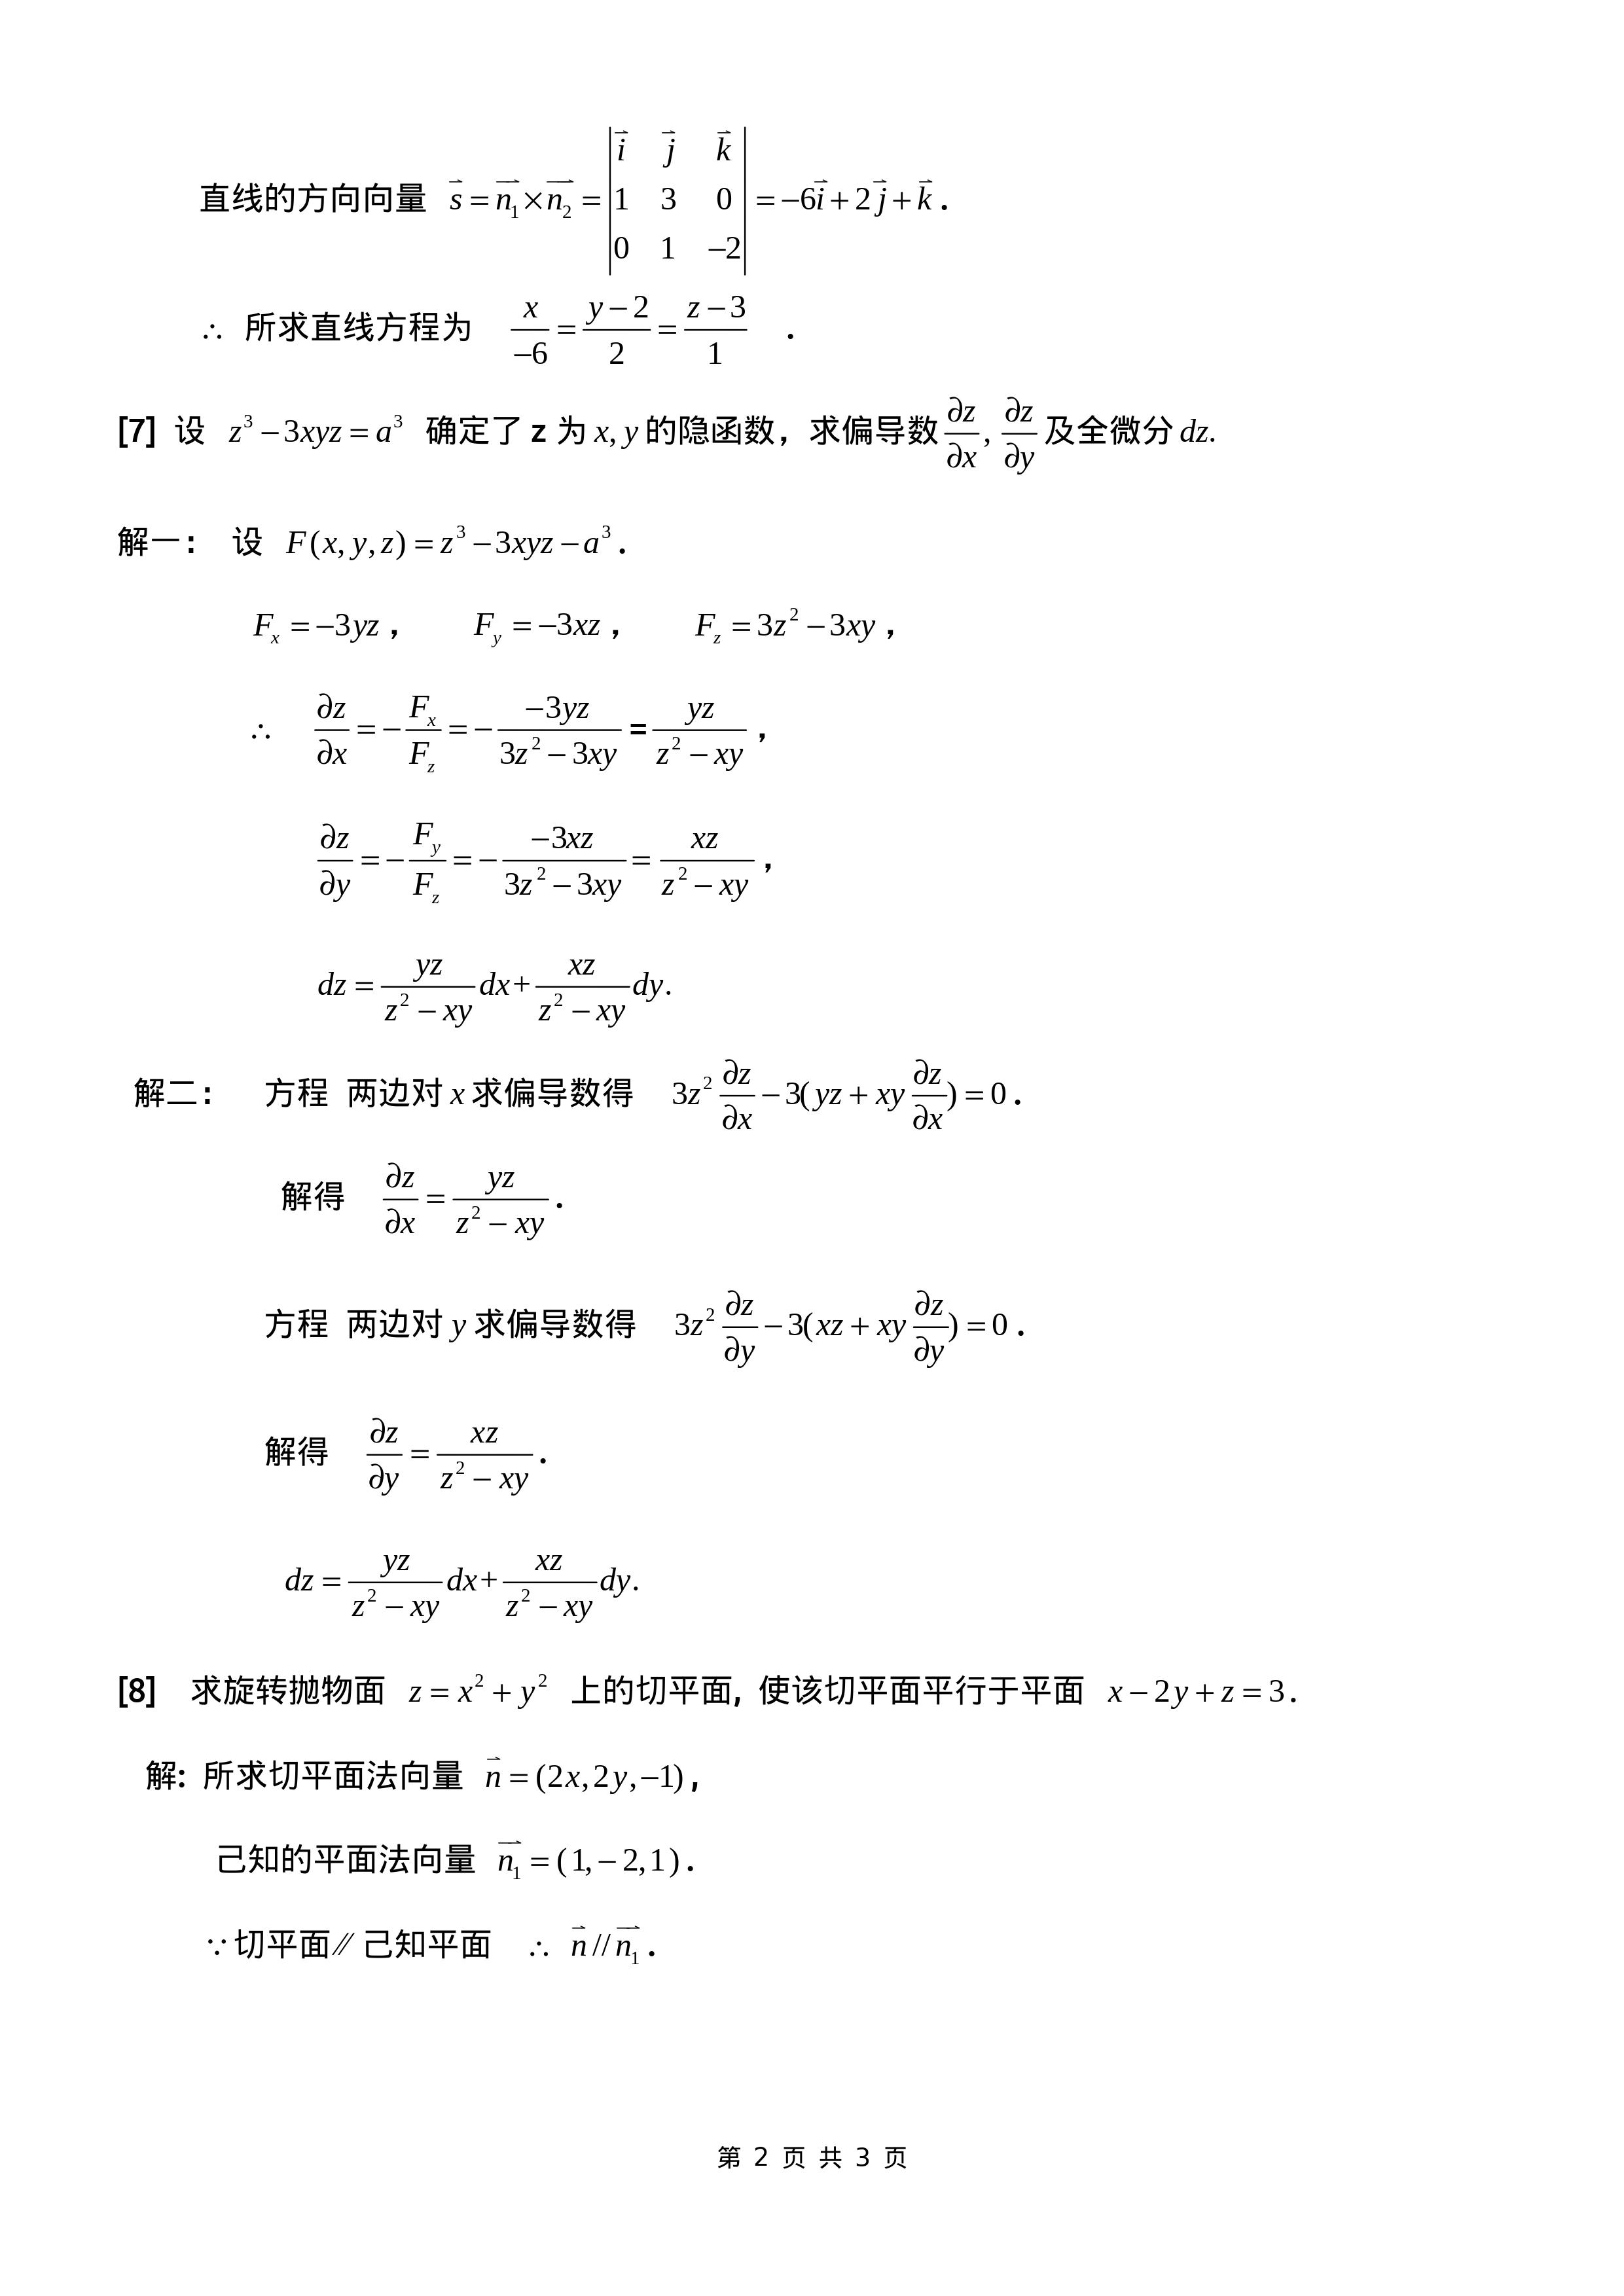 直线的方向向量 $\vec{s}=\vec{n_1}\times\vec{n_2}=\begin{vmatrix}\vec{i}&\vec{j}&\vec{k}\\1&3&0\\0&1&-2\end{vmatrix}=-6\vec{i}+2\vec{j}+\vec{k}$ .
∴ 所求直线方程为 $\frac{x}{-6}=\frac{y-2}{2}=\frac{z-3}{1}$ .
[7] 设 $z^3-3xyz=a^3$ 确定了 z 为 $x,y$ 的隐函数，求偏导数 $\frac{\partial z}{\partial x},\frac{\partial z}{\partial y}$ 及全微分 $dz.$
解一： 设 $F(x,y,z)=z^3-3xyz-a^3$ .
$F_x=-3yz$ ， $F_y=-3xz$ ， $F_z=3z^2-3xy$ ，
∴ $\frac{\partial z}{\partial x}=-\frac{F_x}{F_z}=-\frac{-3yz}{3z^2-3xy}=\frac{yz}{z^2-xy}$ ，
$\frac{\partial z}{\partial y}=-\frac{F_y}{F_z}=-\frac{-3xz}{3z^2-3xy}=\frac{xz}{z^2-xy}$ ，
$dz=\frac{yz}{z^2-xy}dx+\frac{xz}{z^2-xy}dy.$
解二： 方程 两边对 $x$ 求偏导数得 $3z^2\frac{\partial z}{\partial x}-3(yz+xy\frac{\partial z}{\partial x})=0$ .
解得 $\frac{\partial z}{\partial x}=\frac{yz}{z^2-xy}$ .
方程 两边对 $y$ 求偏导数得 $3z^2\frac{\partial z}{\partial y}-3(xz+xy\frac{\partial z}{\partial y})=0$ .
解得 $\frac{\partial z}{\partial y}=\frac{xz}{z^2-xy}$ .
$dz=\frac{yz}{z^2-xy}dx+\frac{xz}{z^2-xy}dy.$
[8] 求旋转抛物面 $z=x^2+y^2$ 上的切平面, 使该切平面平行于平面 $x-2y+z=3$ .
解: 所求切平面法向量 $\vec{n}=(2x,2y,-1)$ ,
己知的平面法向量 $\vec{n_1}=(1,-2,1)$ .
∵ 切平面 // 己知平面 ∴ $\vec{n}//\vec{n_1}$ .
第 2 页 共 3 页